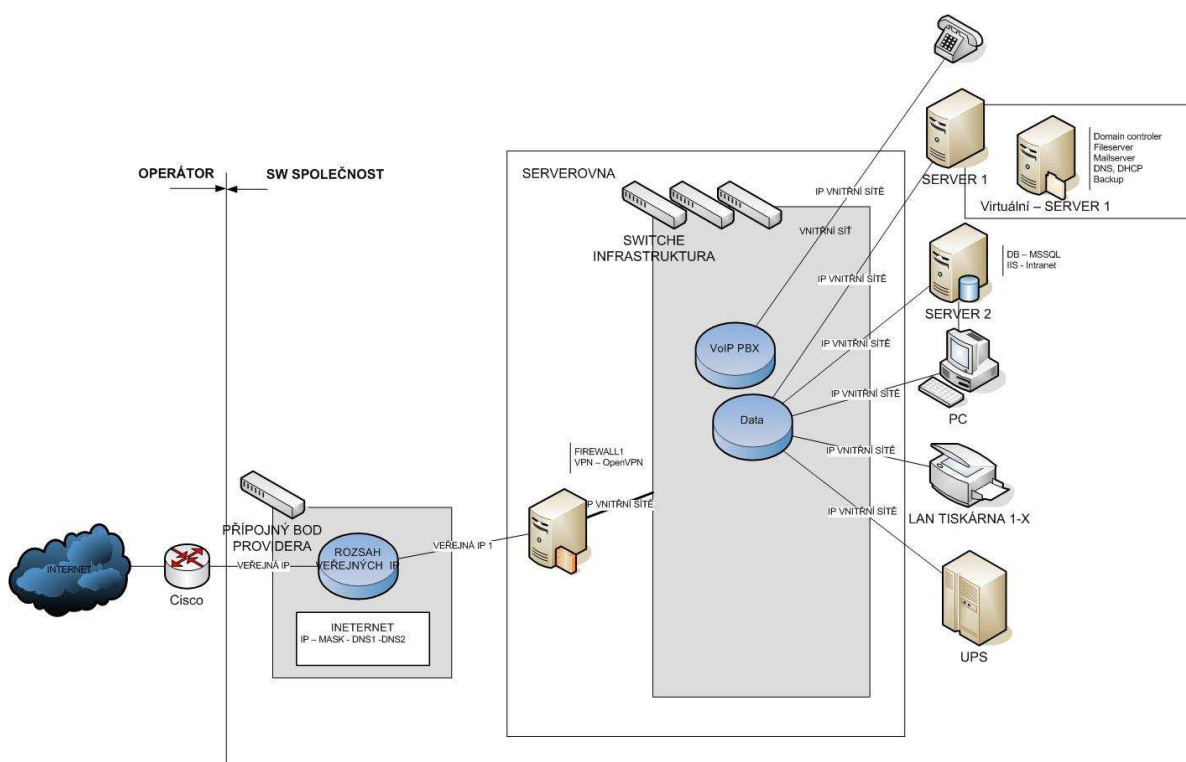 OPERÁTOR
SW SPOLEČNOST
INTERNET
Cisco
VEŘEJNÁ IP
PŘÍPOJNÝ BOD
PROVIDERA
ROZSAH
VEŘEJNÝCH IP
INETERNET
IP – MASK - DNS1 -DNS2
VEŘEJNÁ IP 1
FIREWALL1
VPN – OpenVPN
IP VNITŘNÍ SÍTĚ
SERVEROVNA
SWITCHE
INFRASTRUKTURA
VoIP PBX
Data
IP VNITŘNÍ SÍTĚ
VNITŘNÍ SÍŤ
IP VNITŘNÍ SÍTĚ
IP VNITŘNÍ SÍTĚ
IP VNITŘNÍ SÍTĚ
IP VNITŘNÍ SÍTĚ
IP VNITŘNÍ SÍTĚ
SERVER 1
Domain controler
Fileserver
Mailserver
DNS, DHCP
Backup
Virtuální – SERVER 1
DB – MSSQL
IIS - Intranet
SERVER 2
PC
LAN TISKÁRNA 1-X
UPS